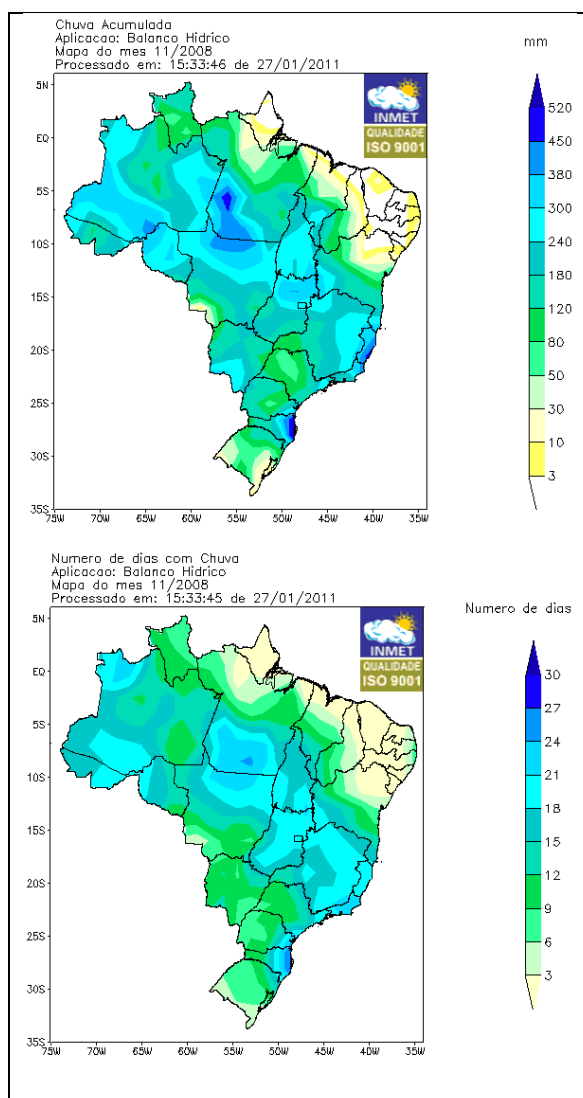 Chuva Acumulada
Aplicacao: Balanco Hidrico
Mapa do mes 11/2008
Processado em: 15:33:46 de 27/01/2011
mm
INMET
QUALIDADE
ISO 9001
5N
EQ
5S
10S
15S
20S
25S
30S
35S
75W 70W 65W 60W 55W 50W 45W 40W 35W
520
450
380
300
240
180
120
80
50
30
10
3
Numero de dias com Chuva
Aplicacao: Balanco Hidrico
Mapa do mes 11/2008
Processado em: 15:33:45 de 27/01/2011
Numero de dias
INMET
QUALIDADE
ISO 9001
5N
EQ
5S
10S
15S
20S
25S
30S
35S
75W 70W 65W 60W 55W 50W 45W 40W 35W
30
27
24
21
18
15
12
9
6
3